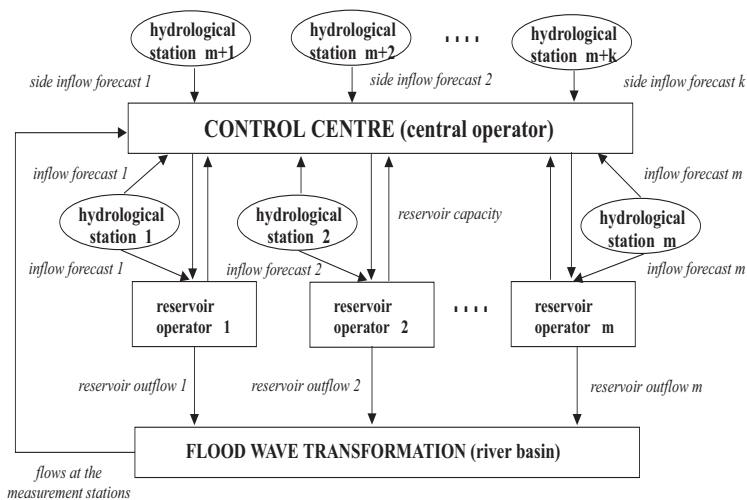 hydrological
station m+1
hydrological
station m+2
hydrological
station m+k
side inflow forecast 1
side inflow forecast 2
side inflow forecast k
CONTROL CENTRE (central operator)
inflow forecast 1
inflow forecast m
hydrological
station 1
hydrological
station 2
reservoir capacity
hydrological
station m
inflow forecast 1
inflow forecast 2
inflow forecast m
reservoir
operator 1
reservoir
operator 2
reservoir
operator m
reservoir outflow 1
reservoir outflow 2
reservoir outflow m
FLOOD WAVE TRANSFORMATION (river basin)
flows at the
measurement stations